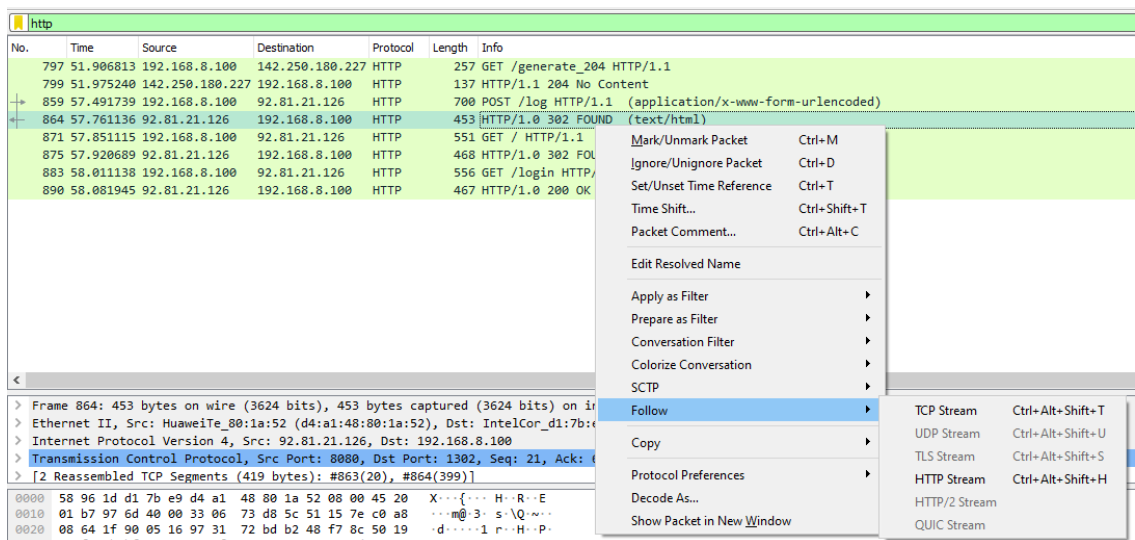 http
No. Time Source Destination Protocol Length Info
797 51.906813 192.168.8.100 142.250.180.227 HTTP 257 GET /generate_204 HTTP/1.1
799 51.975240 142.250.180.227 192.168.8.100 HTTP 137 HTTP/1.1 204 No Content
859 57.491739 192.168.8.100 92.81.21.126 HTTP 700 POST /log HTTP/1.1 (application/x-www-form-urlencoded)
864 57.761136 92.81.21.126 192.168.8.100 HTTP 453 HTTP/1.0 302 FOUND (text/html)
871 57.851115 192.168.8.100 92.81.21.126 HTTP 551 GET / HTTP/1.1
875 57.920689 92.81.21.126 192.168.8.100 HTTP 468 HTTP/1.0 302 FOU
883 58.011138 192.168.8.100 92.81.21.126 HTTP 556 GET /login HTTP/
890 58.081945 92.81.21.126 192.168.8.100 HTTP 467 HTTP/1.0 200 OK
Mark/Unmark Packet Ctrl+M
Ignore/Unignore Packet Ctrl+D
Set/Unset Time Reference Ctrl+T
Time Shift... Ctrl+Shift+T
Packet Comment... Ctrl+Alt+C
Edit Resolved Name
Apply as Filter
Prepare as Filter
Conversation Filter
Colorize Conversation
SCTP
Follow
Copy
Protocol Preferences
Decode As...
Show Packet in New Window
TCP Stream Ctrl+Alt+Shift+T
UDP Stream Ctrl+Alt+Shift+U
TLS Stream Ctrl+Alt+Shift+S
HTTP Stream Ctrl+Alt+Shift+H
HTTP/2 Stream
QUIC Stream
> Frame 864: 453 bytes on wire (3624 bits), 453 bytes captured (3624 bits) on
> Ethernet II, Src: HuaweiTe_80:1a:52 (d4:a1:48:80:1a:52), Dst: IntelCor_d1:7b:
> Internet Protocol Version 4, Src: 92.81.21.126, Dst: 192.168.8.100
> Transmission Control Protocol, Src Port: 8080, Dst Port: 1302, Seq: 21, Ack:
> [2 Reassembled TCP Segments (419 bytes): #863(20), #864(399)]
0000 58 96 1d d1 7b e9 d4 a1 48 80 1a 52 08 00 45 20 X···{··· H··R··E
0010 01 b7 97 6d 40 00 33 06 73 d8 5c 51 15 7e c0 a8 ···m@·3· s·\Q·~··
0020 08 64 1f 90 05 16 97 31 72 bd b2 48 f7 8c 50 19 ·d·····1 r··H··P·